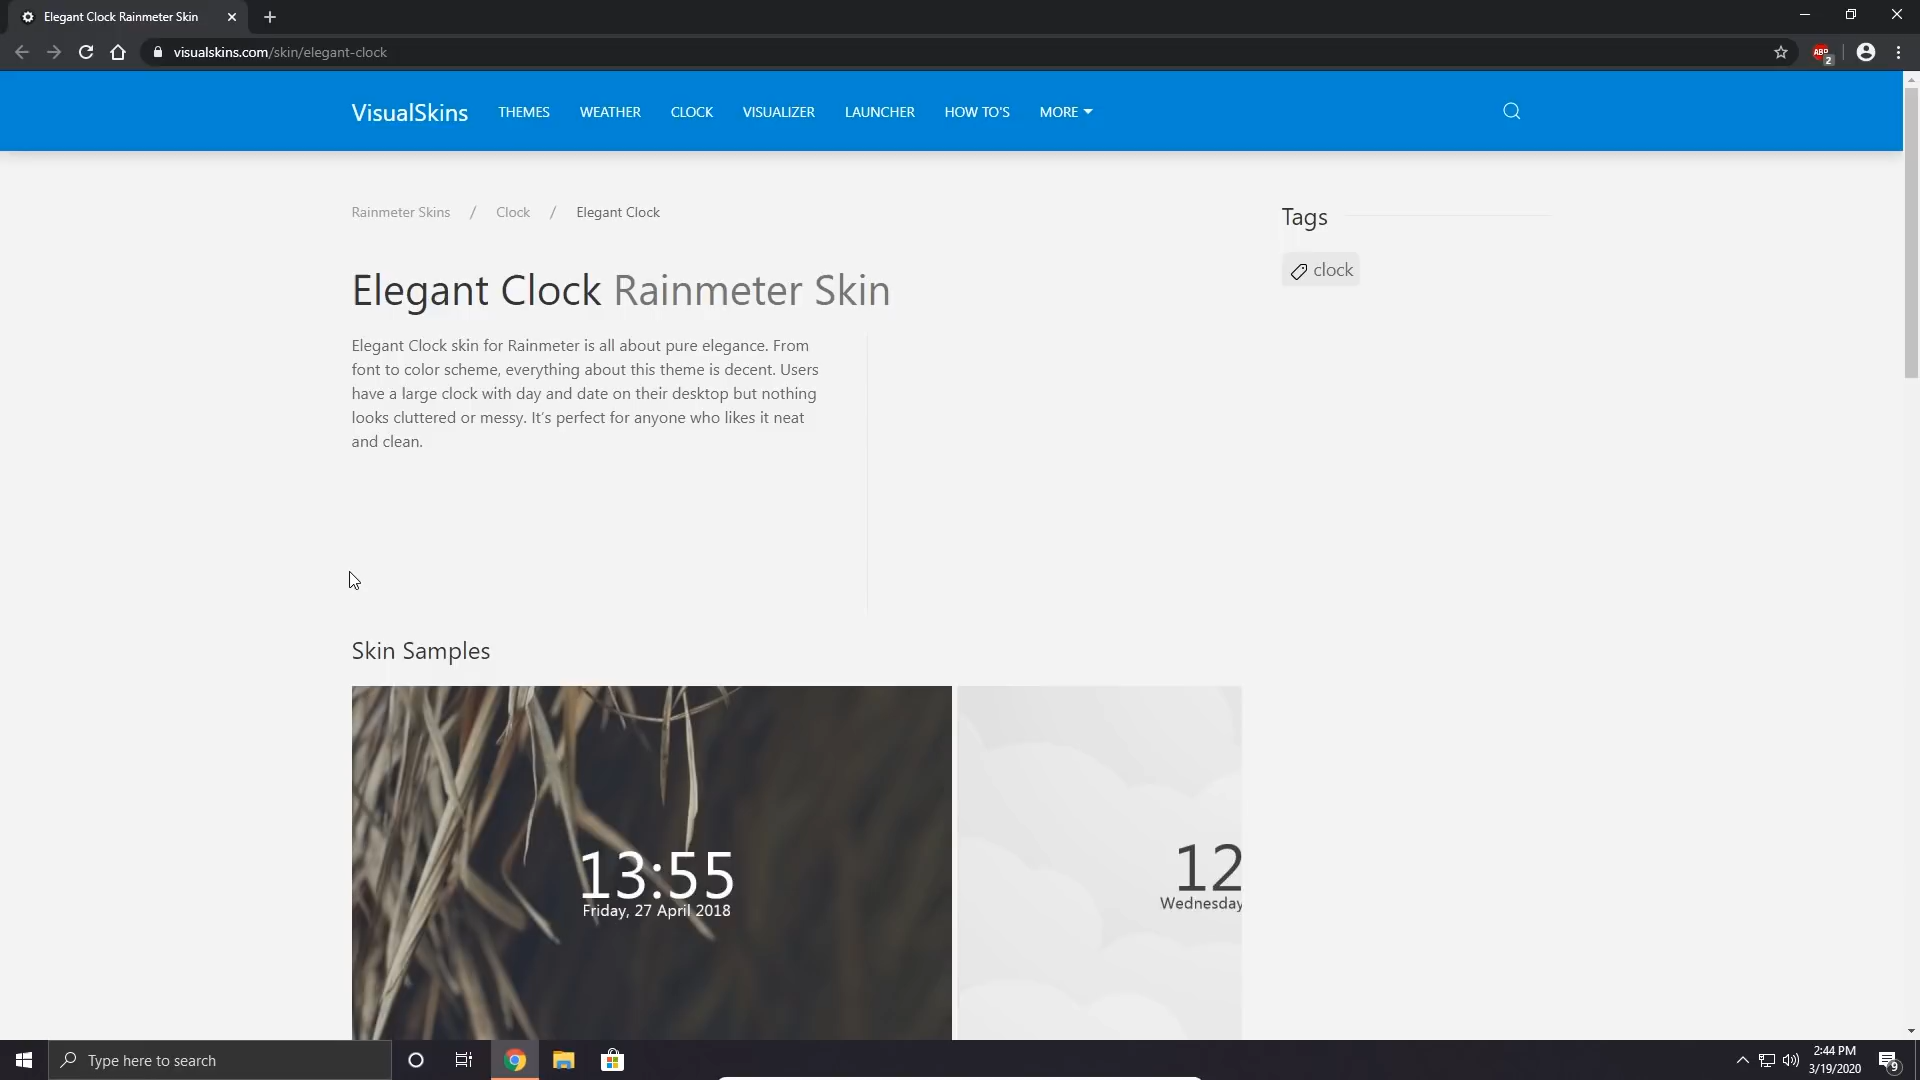 Elegant Clock Rainmeter Skin
visualskins.com/skin/elegant-clock
ABP
2
VisualSkins THEMES WEATHER CLOCK VISUALIZER LAUNCHER HOW TO'S MORE
Rainmeter Skins / Clock / Elegant Clock
Tags
clock
Elegant Clock Rainmeter Skin
Elegant Clock skin for Rainmeter is all about pure elegance. From
font to color scheme, everything about this theme is decent. Users
have a large clock with day and date on their desktop but nothing
looks cluttered or messy. It's perfect for anyone who likes it neat
and clean.
Skin Samples
13:55
Friday, 27 April 2018
12
Wednesday
Type here to search
2:44 PM
3/19/2020
9